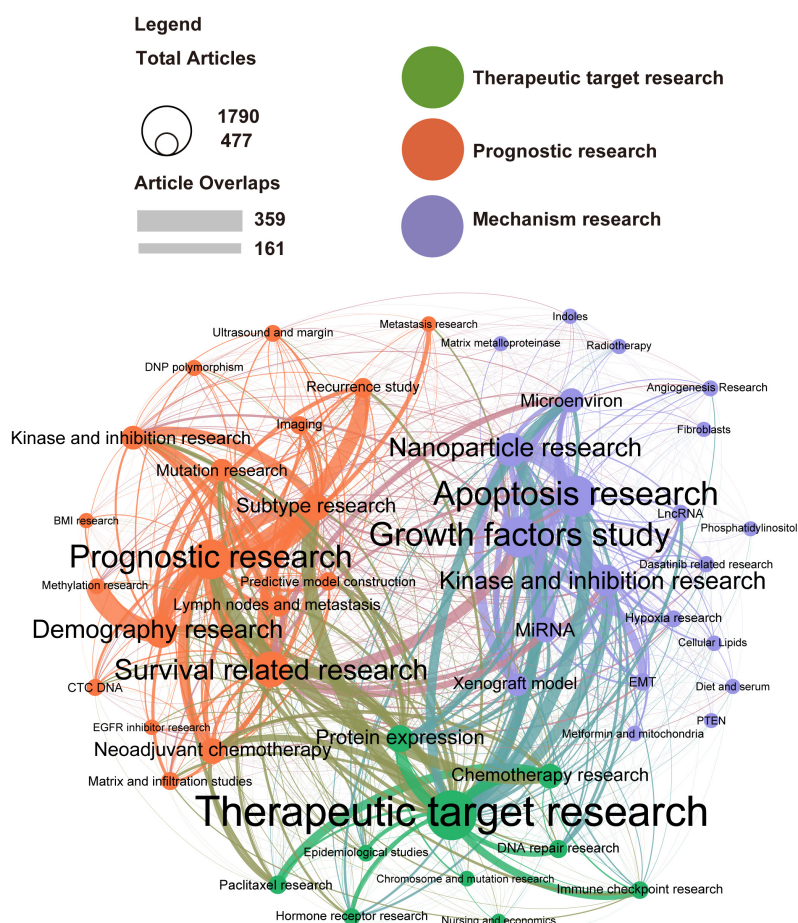 Legend
Total Articles
1790
477
Article Overlaps
359
161
Therapeutic target research
Prognostic research
Mechanism research
Indoles
Metastasis research
Ultrasound and margin
Matrix metalloproteinase
Radiotherapy
DNP polymorphism
Recurrence study
Angiogenesis Research
Microenviron
Imaging
Fibroblasts
Kinase and inhibition research
Nanoparticle research
Mutation research
Apoptosis research
Subtype research
LncRNA
BMI research
Phosphatidylinositol
Growth factors study
Prognostic research
Dasatinib related research
Methylation research
Predictive model construction
Kinase and inhibition research
Lymph nodes and metastasis
Hypoxia research
Demography research
MiRNA
Cellular Lipids
Survival related research
Xenograft model
EMT
CTC DNA
Diet and serum
PTEN
EGFR inhibitor research
Metformin and mitochondria
Protein expression
Neoadjuvant chemotherapy
Chemotherapy research
Matrix and infiltration studies
Therapeutic target research
DNA repair research
Epidemiological studies
Chromosome and mutation research
Paclitaxel research
Immune checkpoint research
Hormone receptor research
Nursing and economics